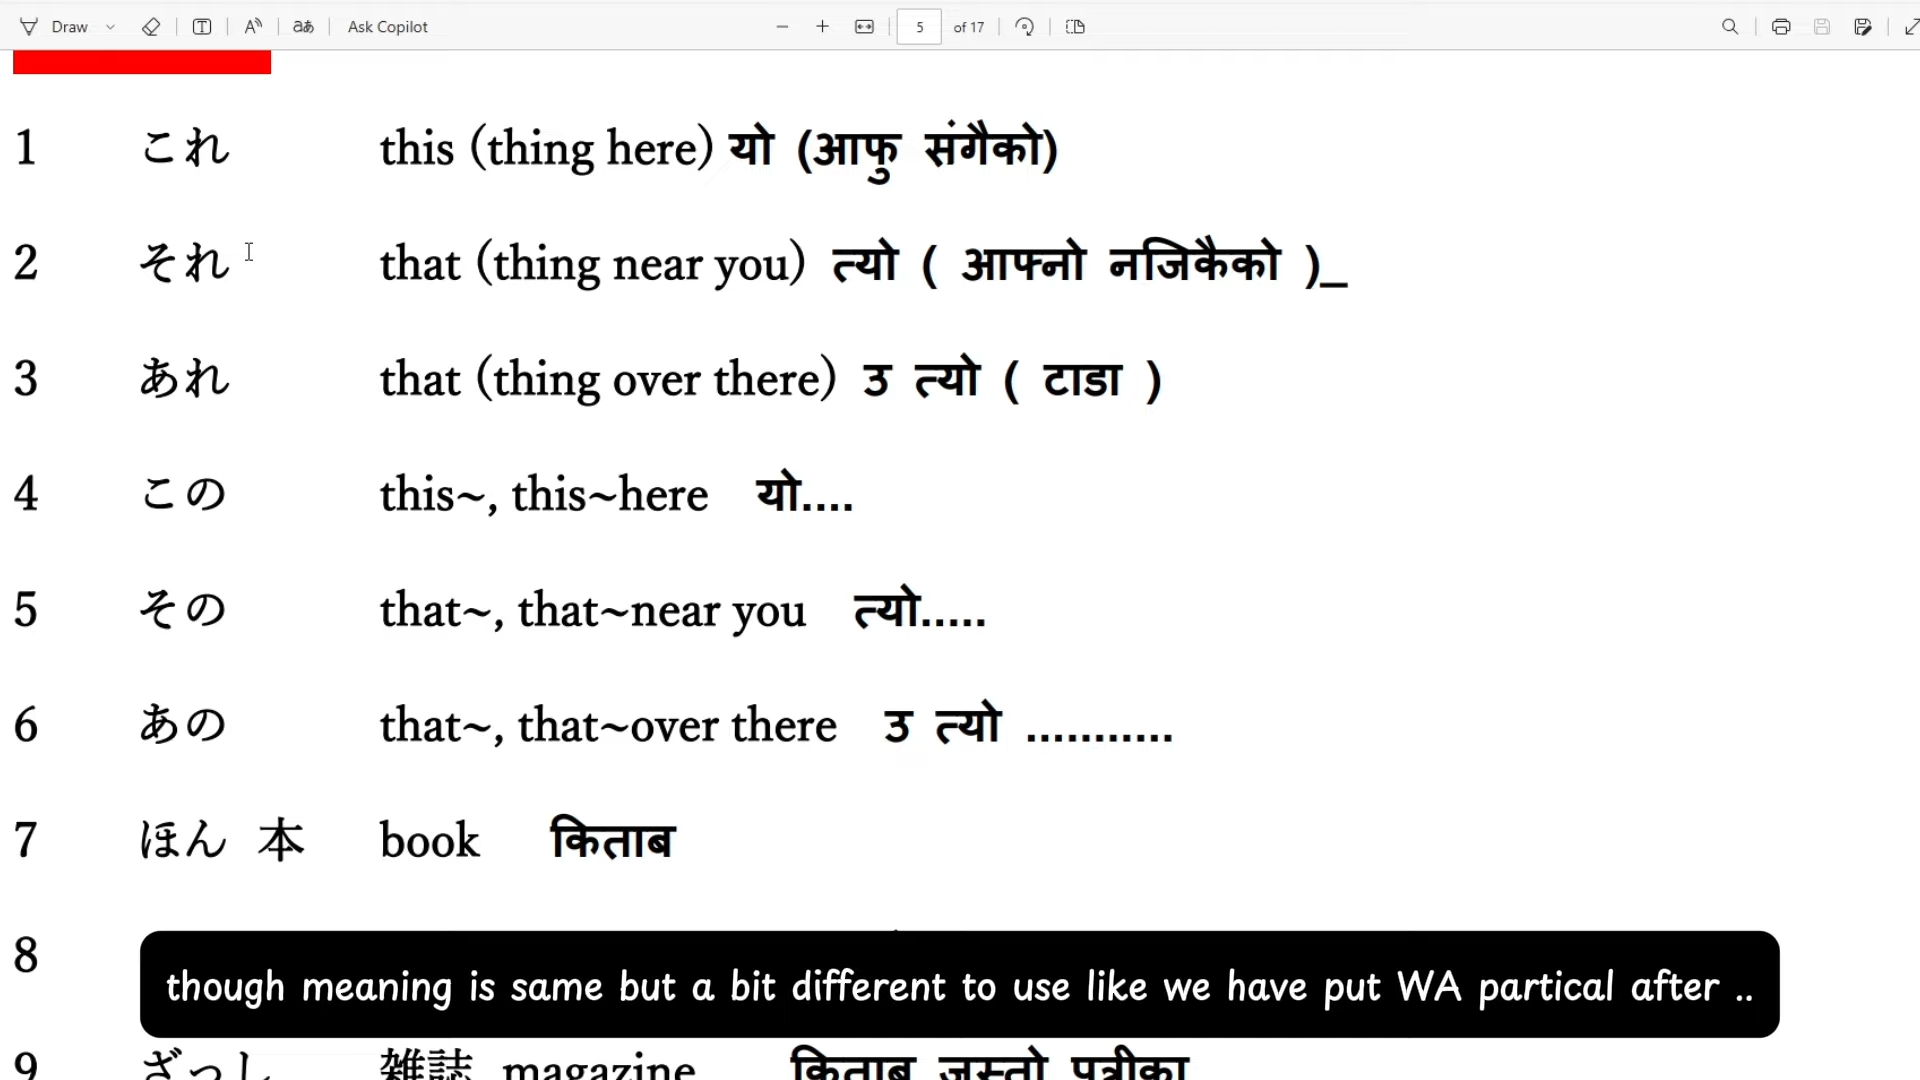 Draw Ask Copilot 5 of 17
1 これ this (thing here) यो (आफु संगैको)
2 それ that (thing near you) त्यो ( आफ्नो नजिकैको )_
3 あれ that (thing over there) उ त्यो ( टाडा )
4 この this~, this~here यो....
5 その that~, that~near you त्यो.....
6 あの that~, that~over there उ त्यो ...........
7 ほん 本 book किताब
8
though meaning is same but a bit different to use like we have put WA partical after ..
9 ざっし 雑誌 magazine किताब जस्तो पत्रीका